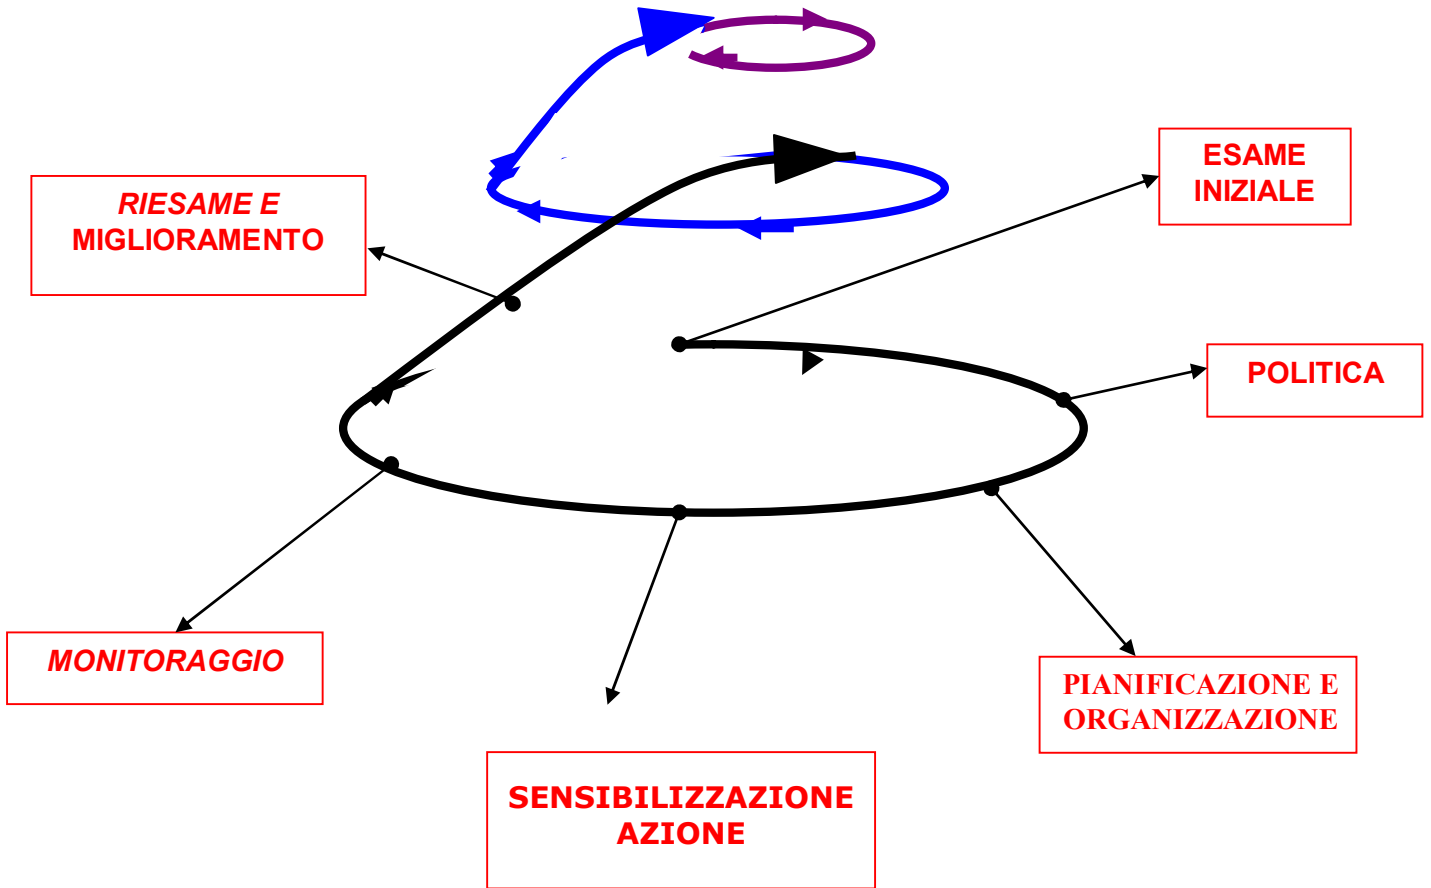 ESAME
INIZIALE
RIESAME E
MIGLIORAMENTO
POLITICA
MONITORAGGIO
PIANIFICAZIONE E
ORGANIZZAZIONE
SENSIBILIZZAZIONE
AZIONE